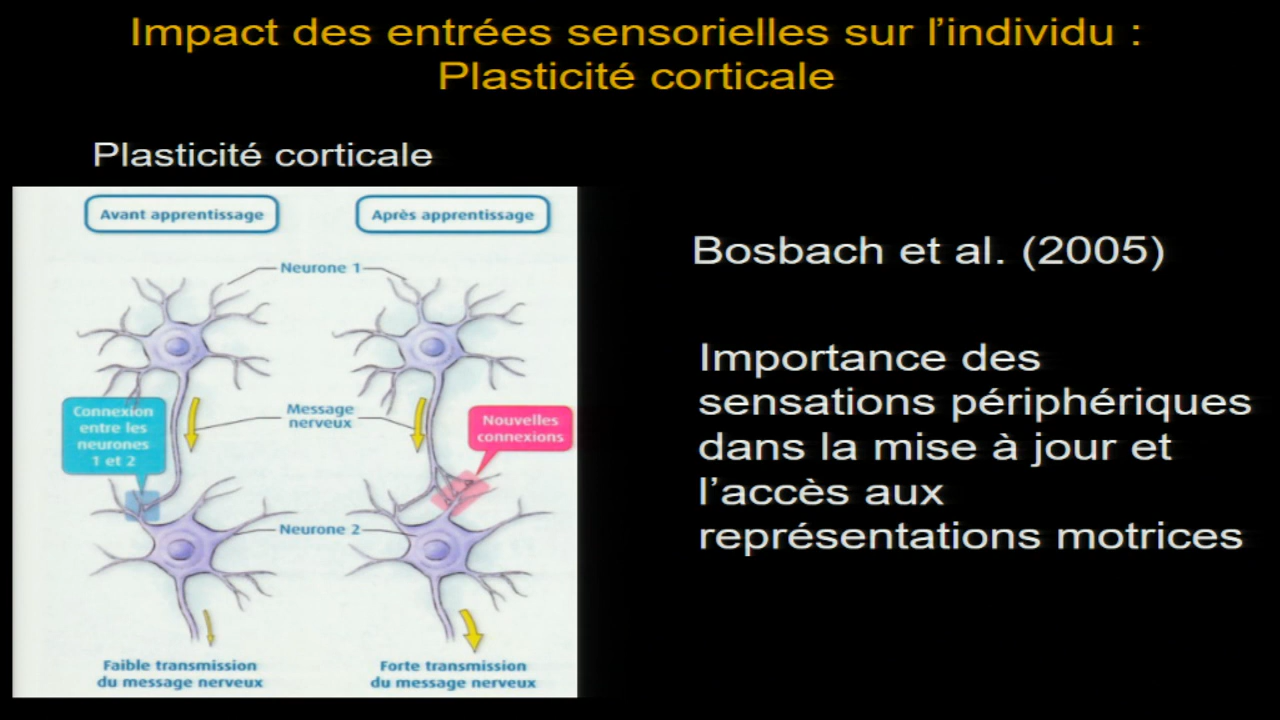 Impact des entrées sensorielles sur l'individu :
Plasticité corticale
Plasticité corticale
Avant apprentissage
Après apprentissage
Neurone 1
Connexion
entre les
neurones
1 et 2
Message
nerveux
Nouvelles
connexions
Neurone 2
Faible transmission
du message nerveux
Forte transmission
du message nerveux
Bosbach et al. (2005)
Importance des
sensations périphériques
dans la mise à jour et
l'accès aux
représentations motrices